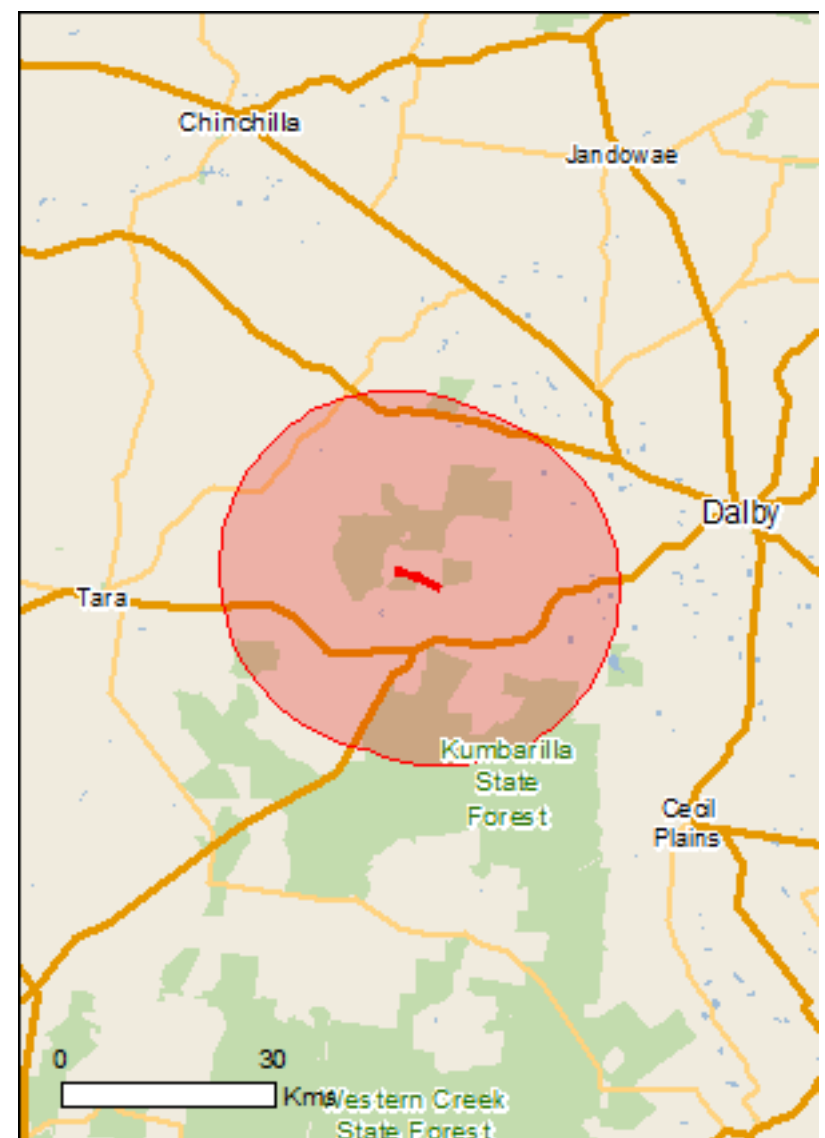 Chinchilla
Jandowae
Dalby
Tara
Kumbarilla
State
Forest
Cecil
Plains
0 30
Kms
Western Creek
State Forest